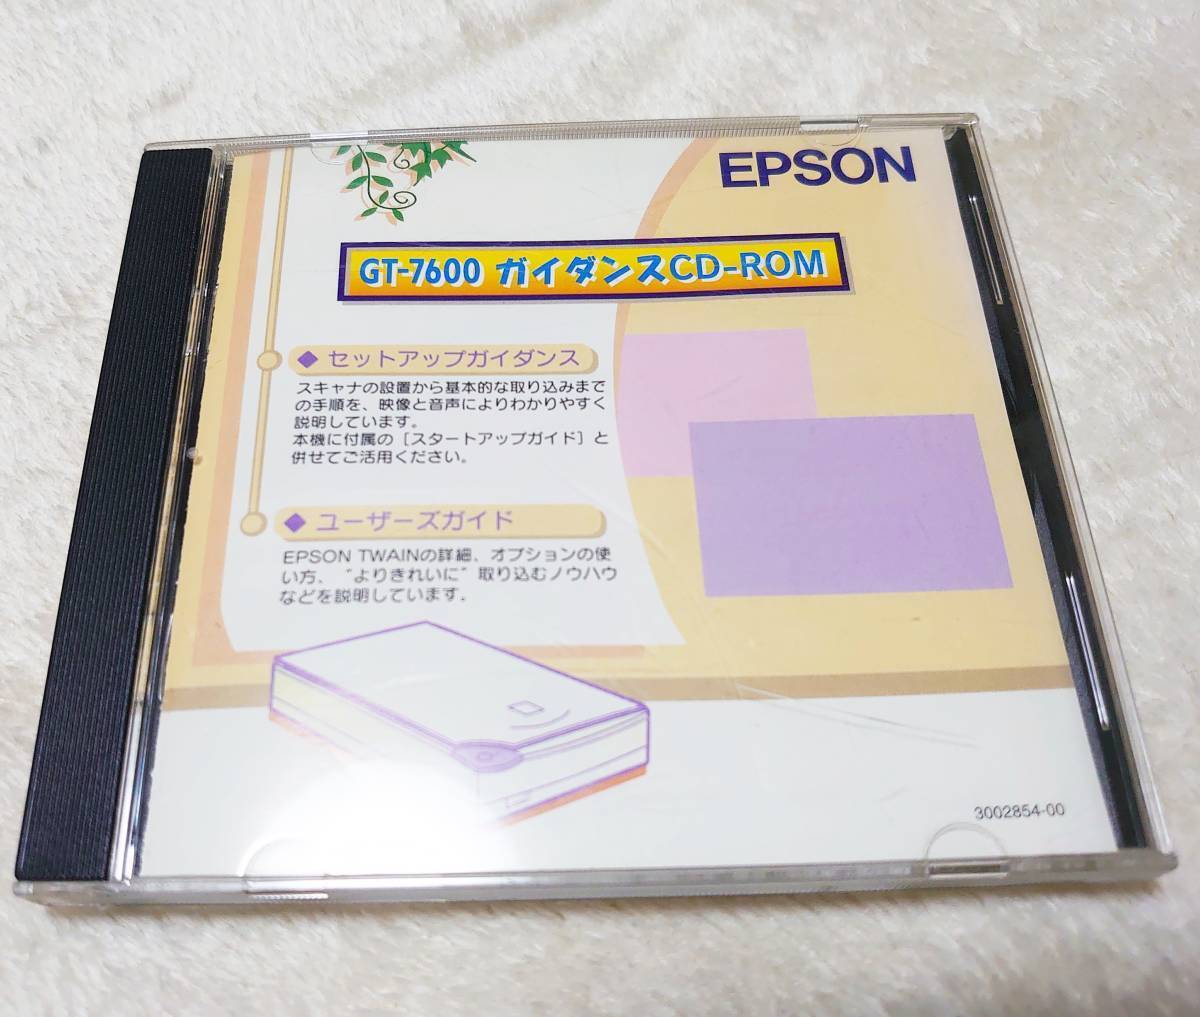 EPSON
GT-7600 ガイダンスCD-ROM
◆ セットアップガイダンス
スキャナの設置から基本的な取り込みまで
の手順を、映像と音声によりわかりやすく
説明しています。
本機に付属の［スタートアップガイド］と
併せてご活用ください。
◆ ユーザーズガイド
EPSON TWAINの詳細、オプションの使
い方、“よりきれいに”取り込むノウハウ
などを説明しています。
3002854-00